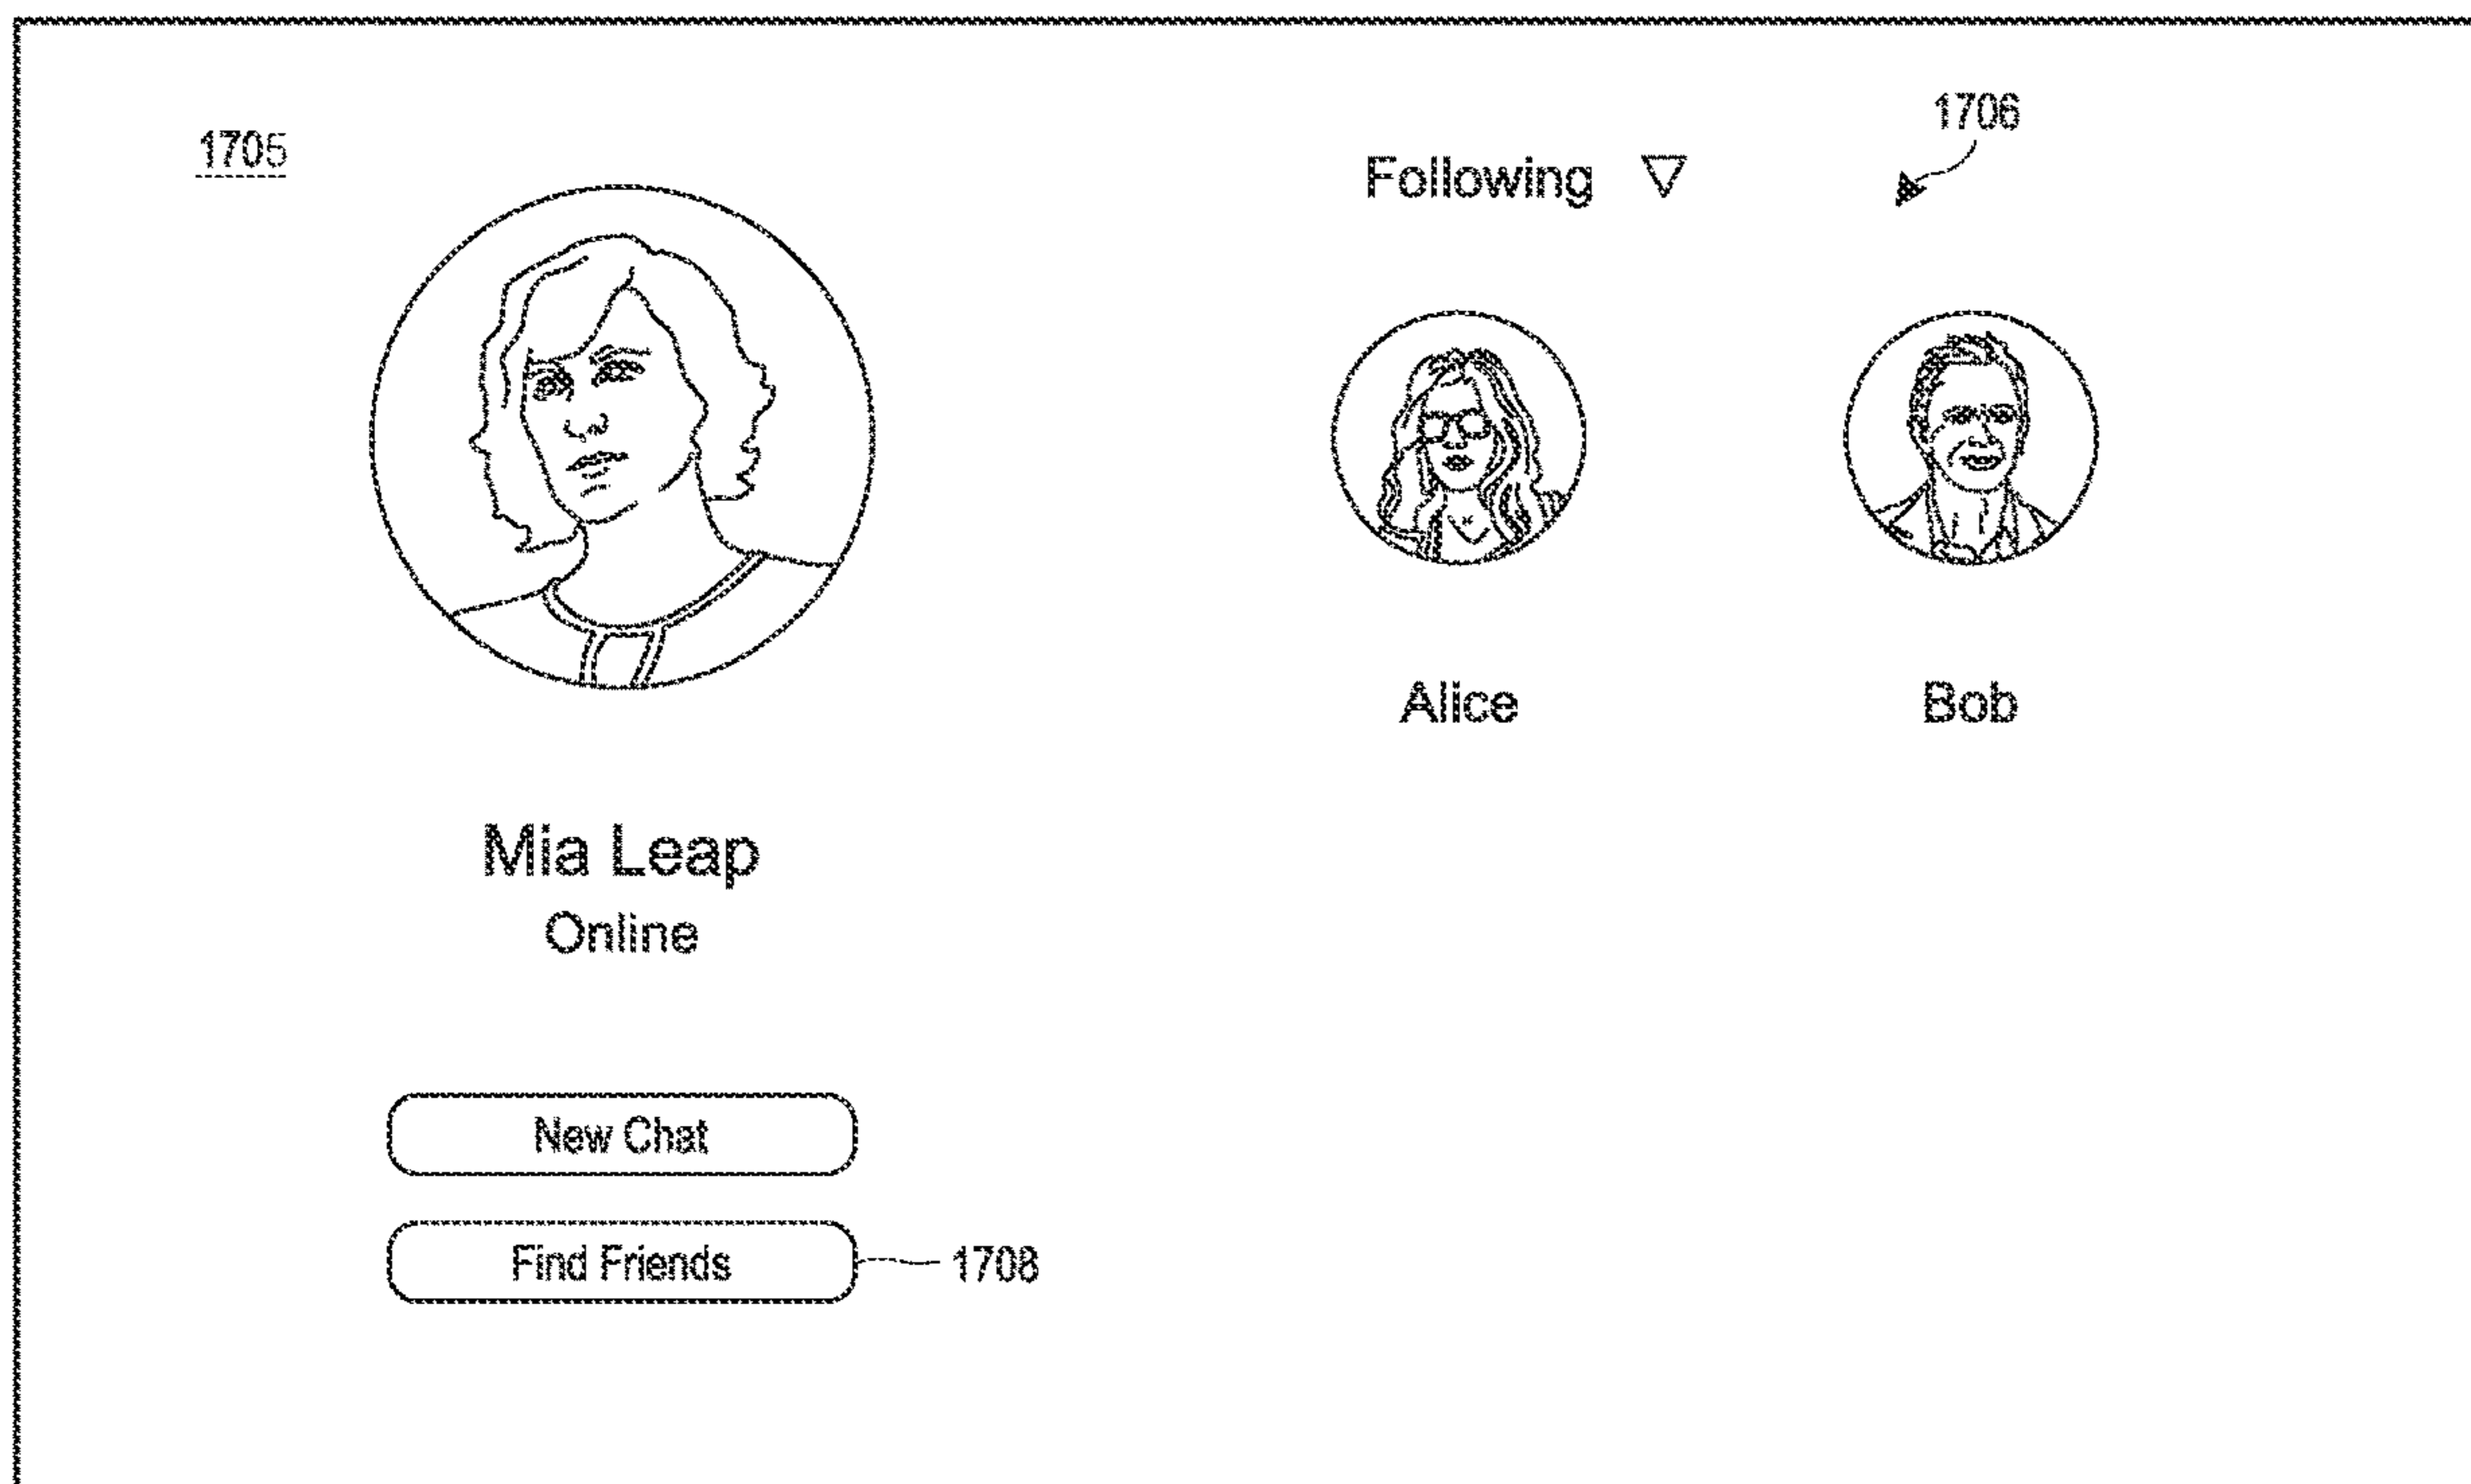 1705
1706
Following
Alice
Bob
Mia Leap
Online
New Chat
Find Friends
1708